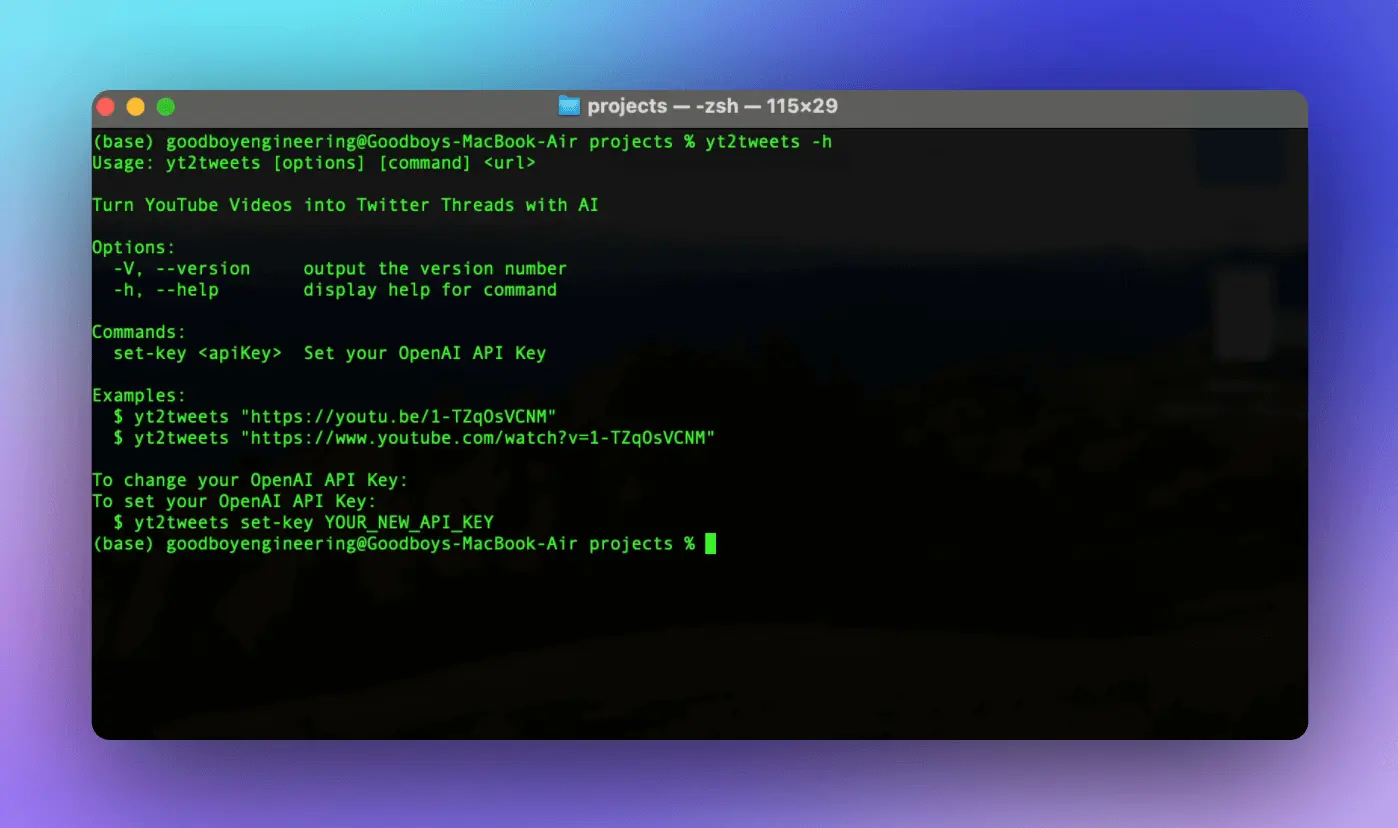 projects — -zsh — 115×29
(base) goodboyengineering@Goodboys-MacBook-Air projects % yt2tweets -h
Usage: yt2tweets [options] [command] <url>
Turn YouTube Videos into Twitter Threads with AI
Options:
-V, --version     output the version number
-h, --help        display help for command
Commands:
set-key <apiKey>  Set your OpenAI API Key
Examples:
$ yt2tweets "https://youtu.be/1-TZqOsVCNM"
$ yt2tweets "https://www.youtube.com/watch?v=1-TZqOsVCNM"
To change your OpenAI API Key:
To set your OpenAI API Key:
$ yt2tweets set-key YOUR_NEW_API_KEY
(base) goodboyengineering@Goodboys-MacBook-Air projects %